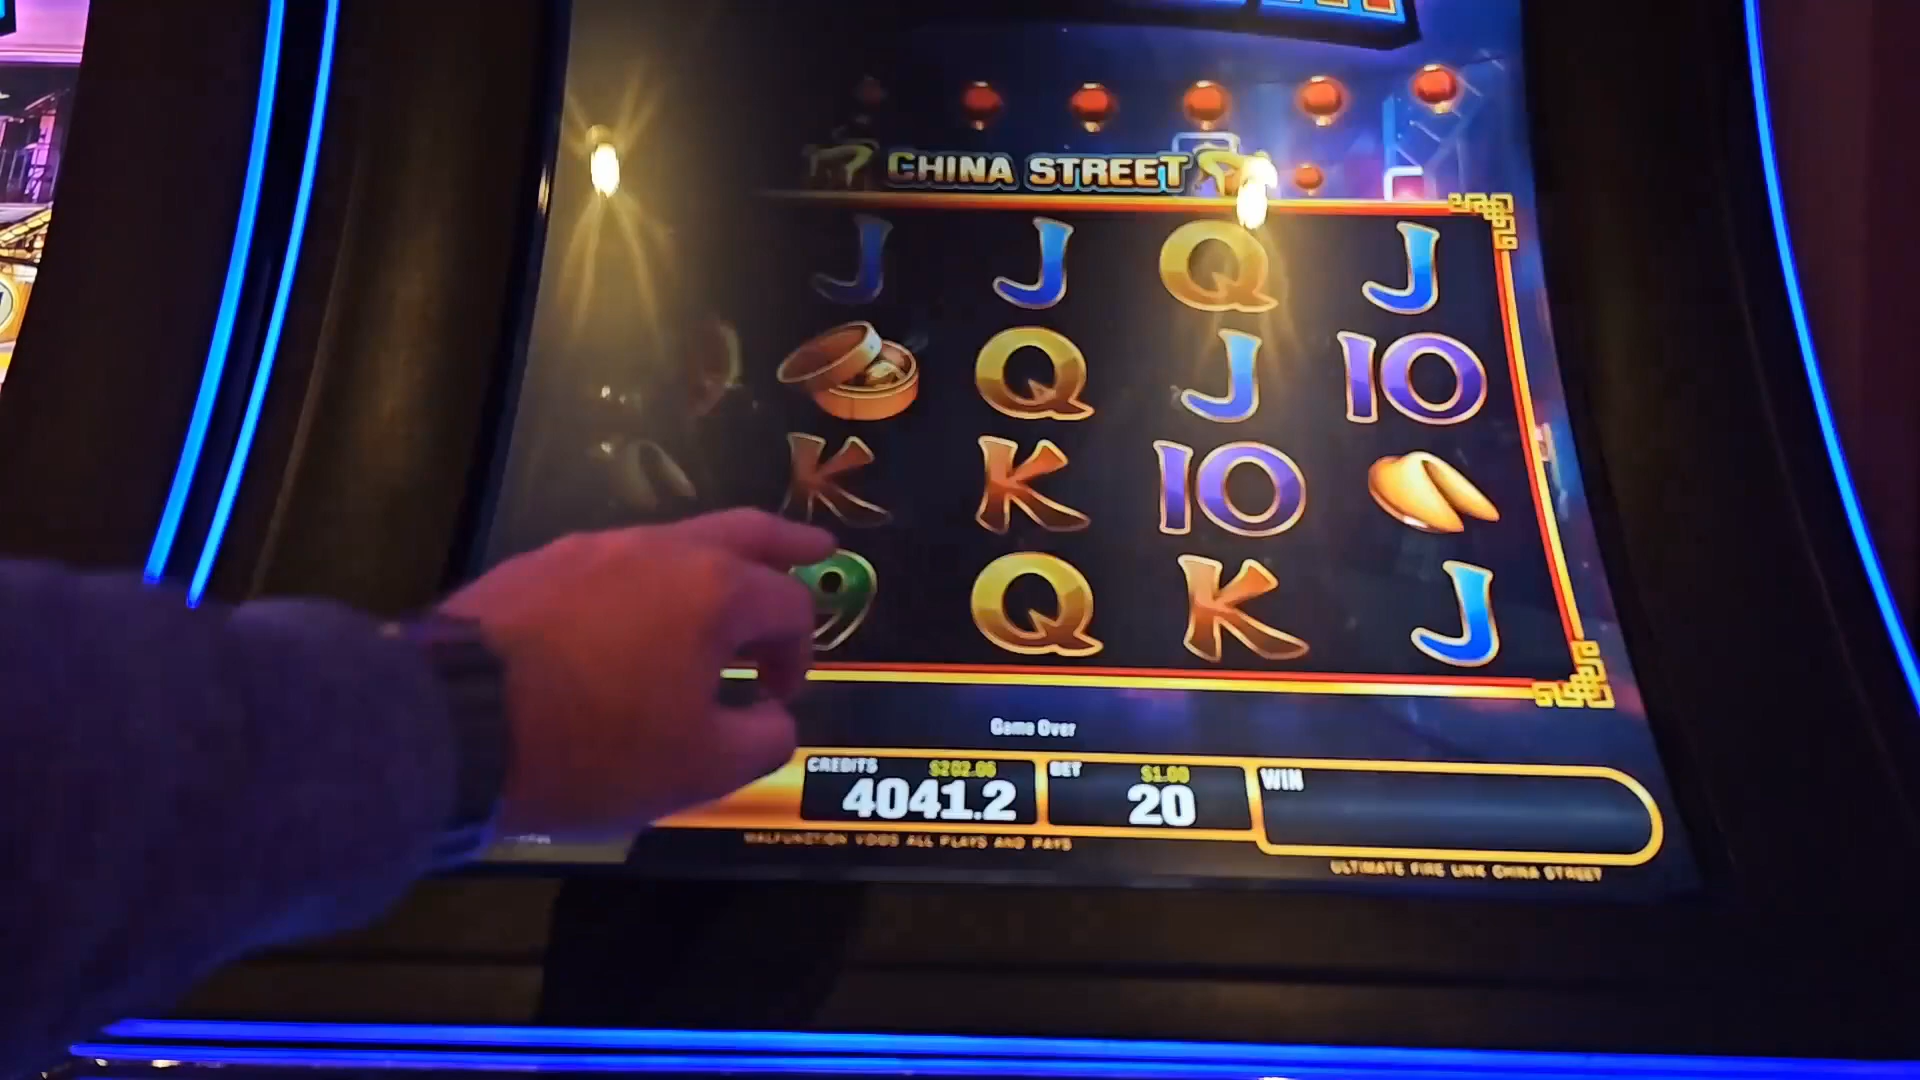 CHINA STREET
J J Q J
Q J 10
K K 10
9 Q K J
Game Over
CREDITS $202.06 BET $1.00 WIN
4041.2 20
MALFUNCTION VOIDS ALL PLAYS AND PAYS
ULTIMATE FIRE LINK CHINA STREET